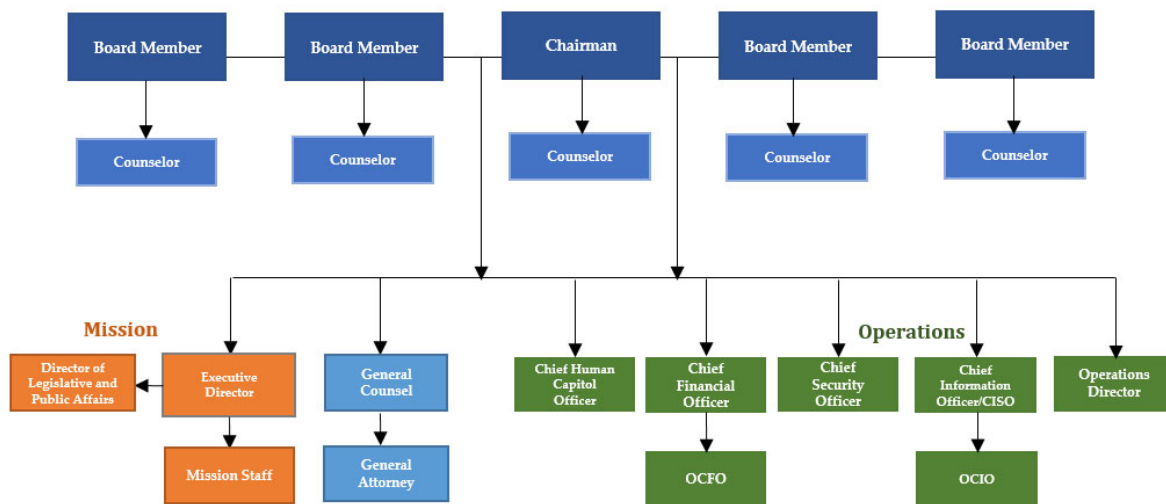 Board Member
Board Member
Chairman
Board Member
Board Member
Counselor
Counselor
Counselor
Counselor
Counselor
Mission
Operations
Director of
Legislative and
Public Affairs
Executive
Director
General
Counsel
Chief Human
Capitol
Officer
Chief
Financial
Officer
Chief
Security
Officer
Chief
Information
Officer/CISO
Operations
Director
Mission Staff
General
Attorney
OCFO
OCIO